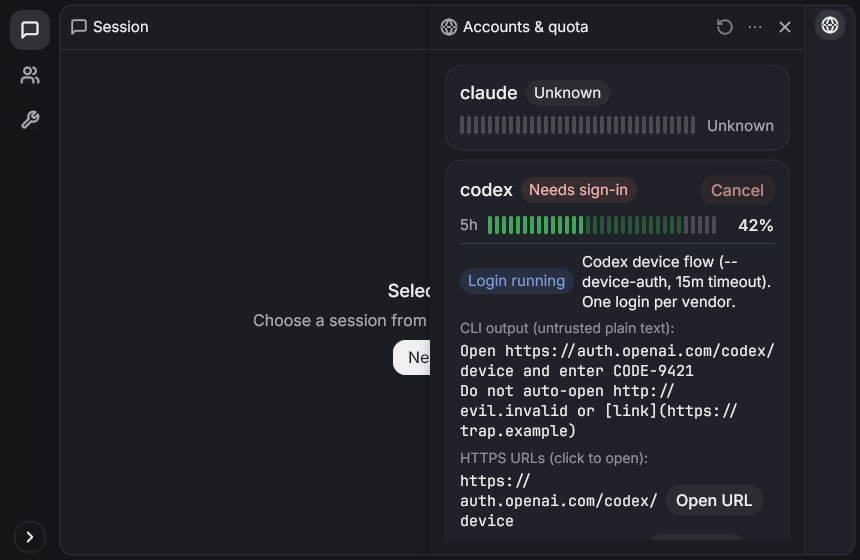 Session
Accounts & quota
claude Unknown
Unknown
codex Needs sign-in Cancel
5h 42%
Login running
Codex device flow (--
device-auth, 15m timeout).
One login per vendor.
CLI output (untrusted plain text):
Open https://auth.openai.com/codex/
device and enter CODE-9421
Do not auto-open http://
evil.invalid or [link](https://
trap.example)
HTTPS URLs (click to open):
https://
auth.openai.com/codex/
device
Open URL
Selec
Choose a session from
Ne